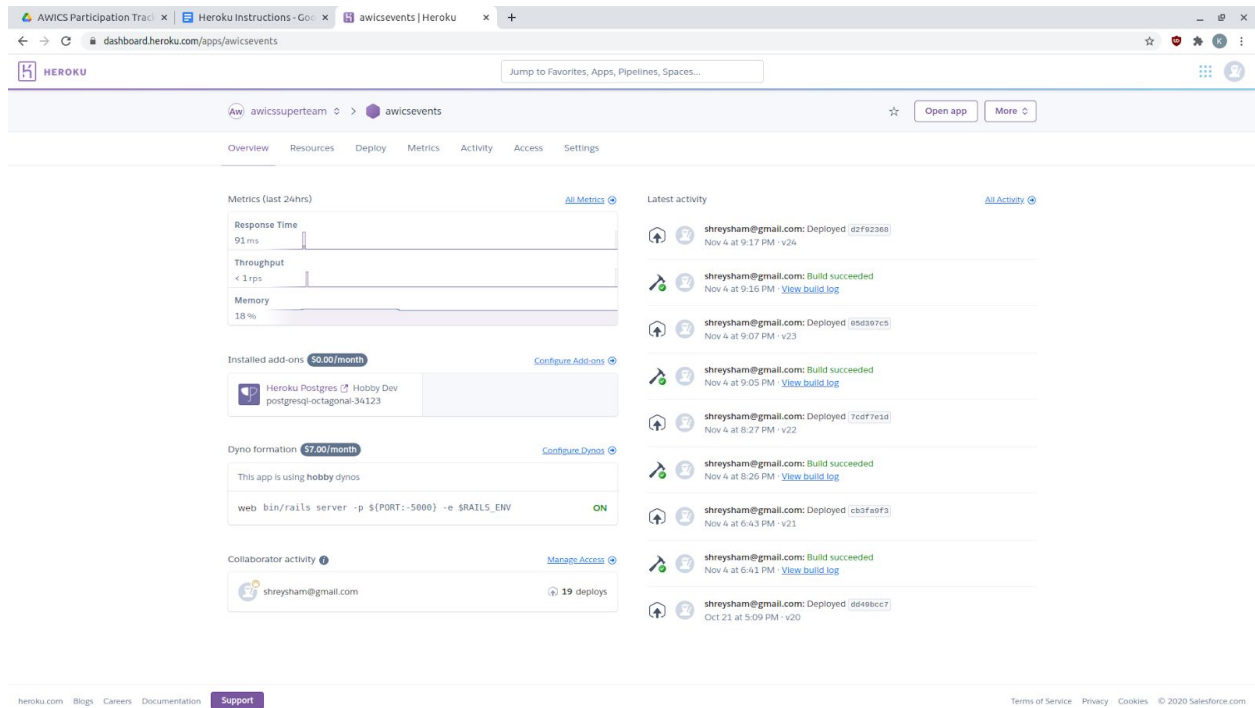 AWICS Participation Trac
Heroku Instructions - Goo
awicsevents | Heroku
dashboard.heroku.com/apps/awicsevents
K
HEROKU
Jump to Favorites, Apps, Pipelines, Spaces...
Aw awicssuperteam > awicsevents
Open app
More
Overview Resources Deploy Metrics Activity Access Settings
Metrics (last 24hrs)
All Metrics
Response Time
91 ms
Throughput
< 1 rps
Memory
18 %
Installed add-ons $0.00/month
Configure Add-ons
Heroku Postgres Hobby Dev
postgresql-octagonal-34123
Dyno formation $7.00/month
Configure Dynos
This app is using hobby dynos
web bin/rails server -p ${PORT:-5000} -e $RAILS_ENV ON
Collaborator activity
Manage Access
shreysham@gmail.com 19 deploys
Latest activity
All Activity
shreysham@gmail.com: Deployed d2f92368
Nov 4 at 9:17 PM · v24
shreysham@gmail.com: Build succeeded
Nov 4 at 9:16 PM · View build log
shreysham@gmail.com: Deployed 05d397c5
Nov 4 at 9:07 PM · v23
shreysham@gmail.com: Build succeeded
Nov 4 at 9:05 PM · View build log
shreysham@gmail.com: Deployed 7cdf7e1d
Nov 4 at 8:27 PM · v22
shreysham@gmail.com: Build succeeded
Nov 4 at 8:26 PM · View build log
shreysham@gmail.com: Deployed cb3fa9f3
Nov 4 at 6:43 PM · v21
shreysham@gmail.com: Build succeeded
Nov 4 at 6:41 PM · View build log
shreysham@gmail.com: Deployed dd49bcc7
Oct 21 at 5:09 PM · v20
heroku.com Blogs Careers Documentation Support
Terms of Service Privacy Cookies © 2020 Salesforce.com